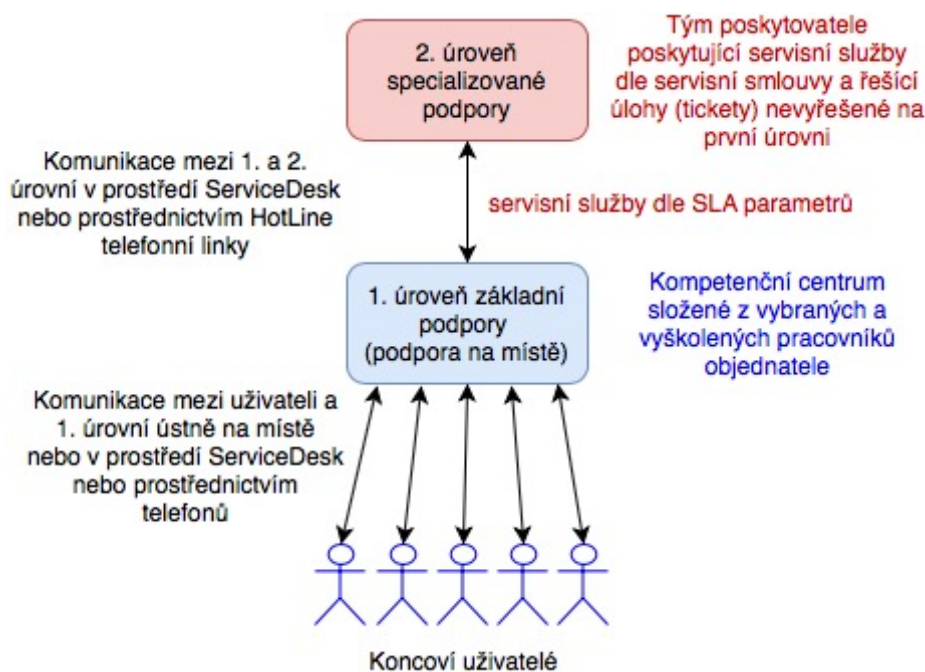 2. úroveň
specializované
podpory
Tým poskytovatele
poskytující servisní služby
dle servisní smlouvy a řešící
úlohy (tickety) nevyřešené na
první úrovni
Komunikace mezi 1. a 2.
úrovní v prostředí ServiceDesk
nebo prostřednictvím HotLine
telefonní linky
servisní služby dle SLA parametrů
1. úroveň základní
podpory
(podpora na místě)
Kompetenční centrum
složené z vybraných a
vyškolených pracovníků
objednatele
Komunikace mezi uživateli a
1. úrovní ústně na místě
nebo v prostředí ServiceDesk
nebo prostřednictvím
telefonů
Koncoví uživatelé